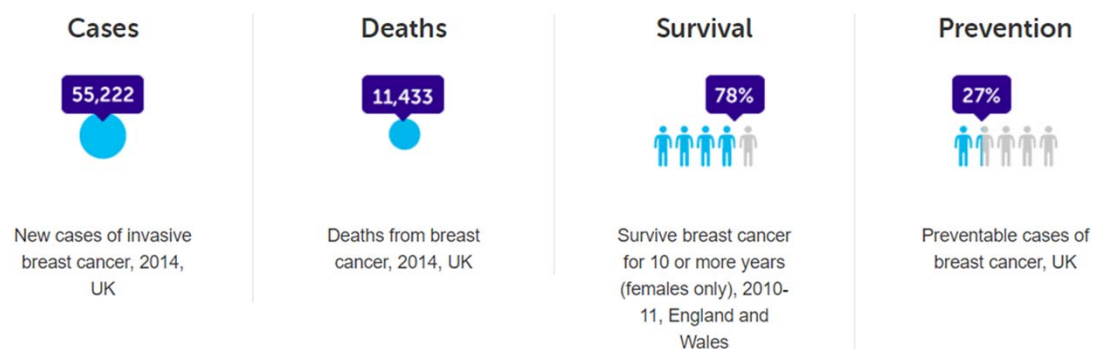 Cases
55,222
New cases of invasive
breast cancer, 2014,
UK
Deaths
11,433
Deaths from breast
cancer, 2014, UK
Survival
78%
Survive breast cancer
for 10 or more years
(females only), 2010-
11, England and
Wales
Prevention
27%
Preventable cases of
breast cancer, UK